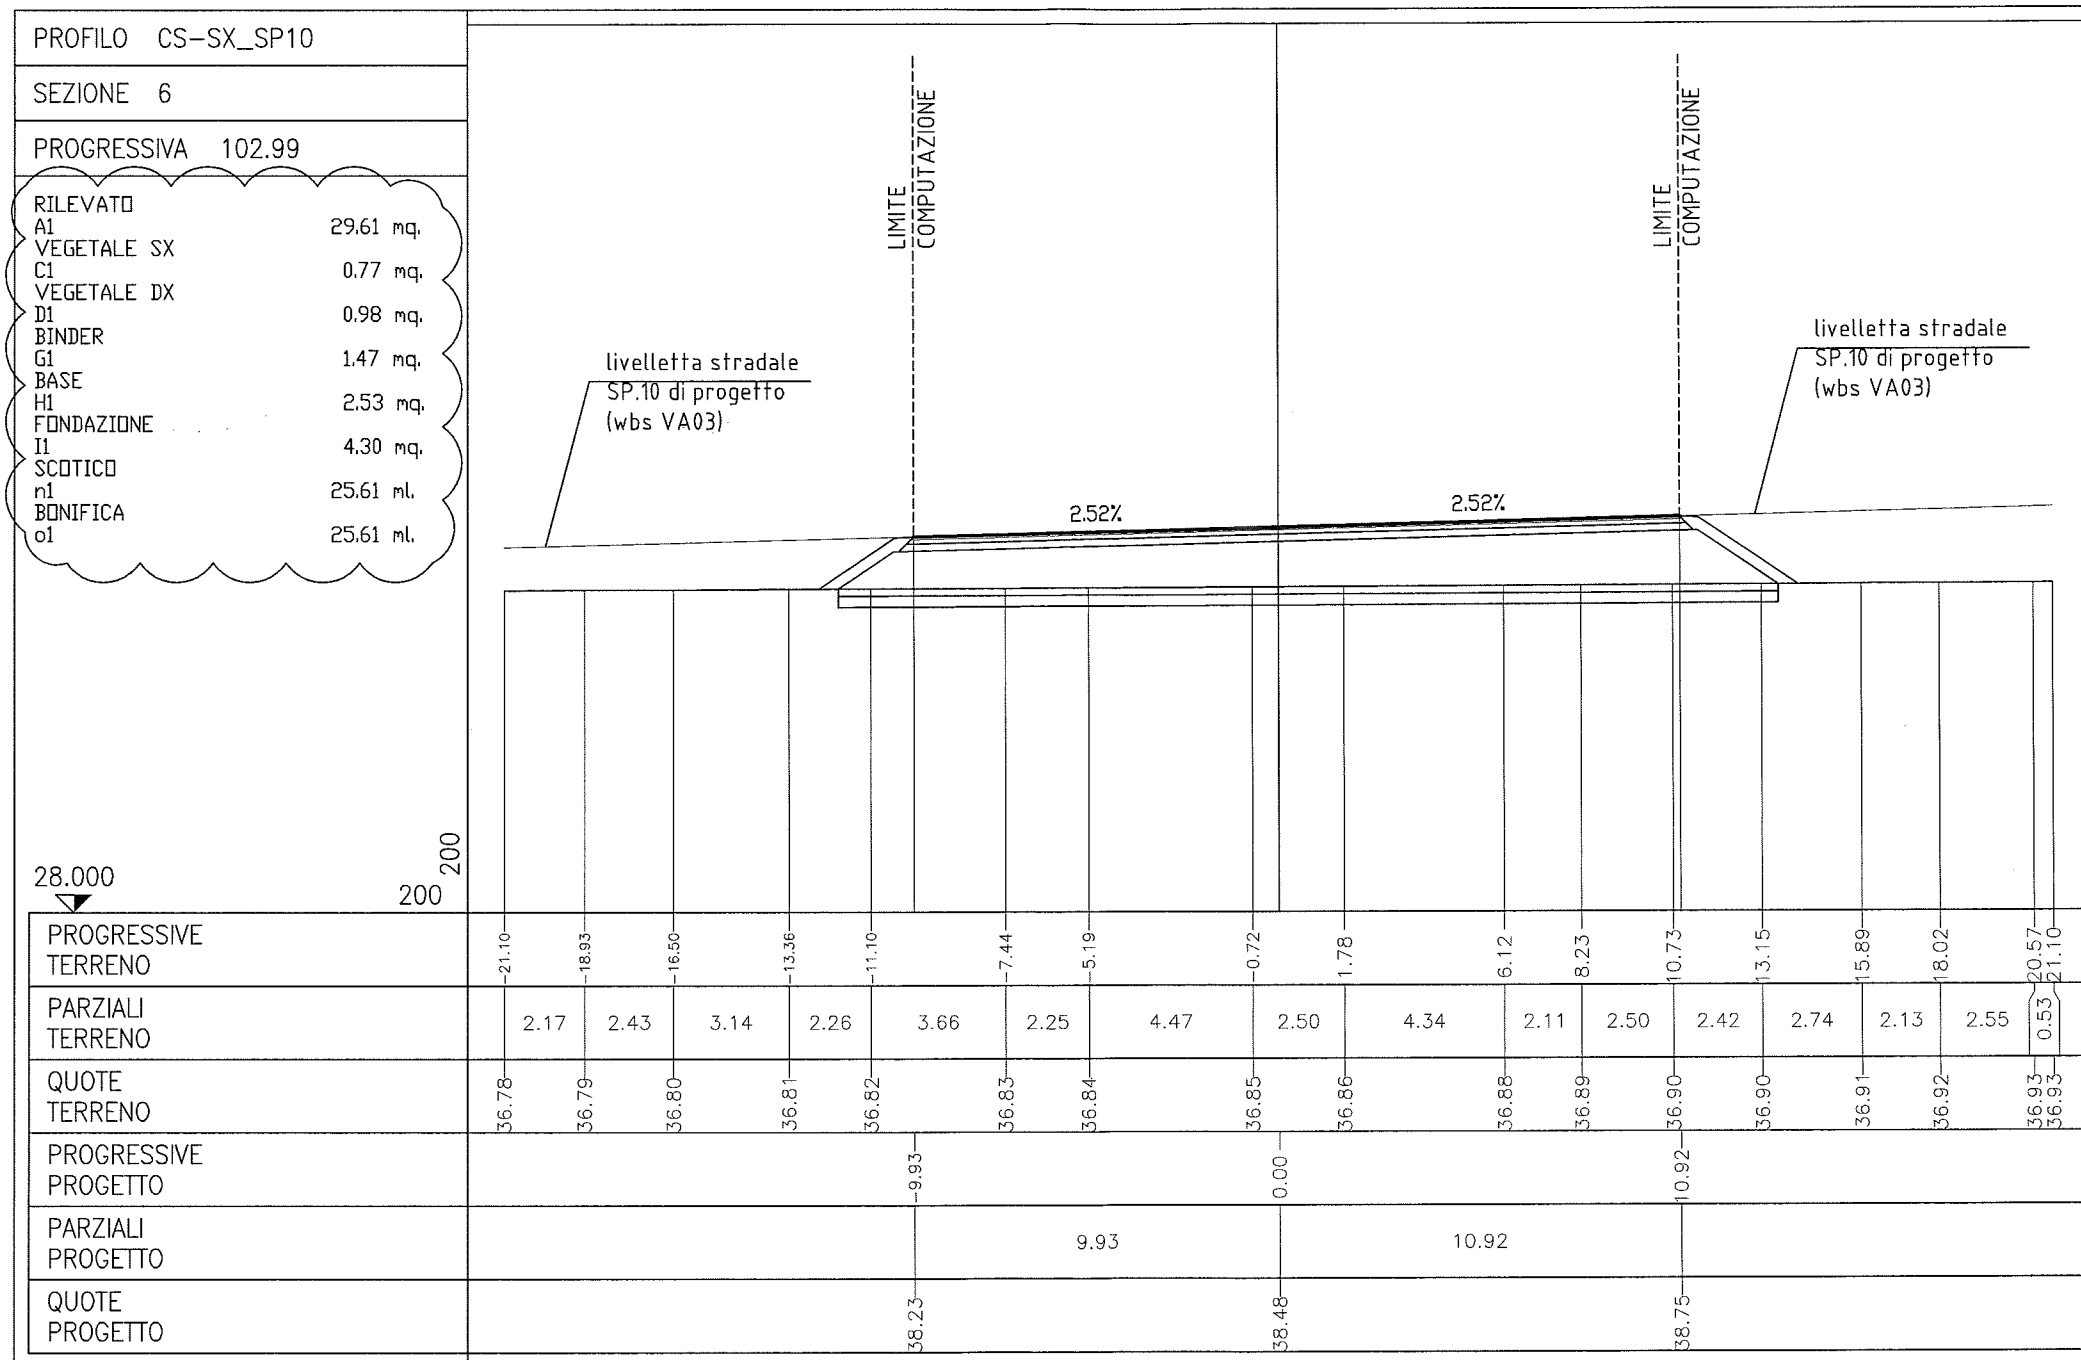 PROFILO CS-SX_SP10
SEZIONE 6
PROGRESSIVA 102.99
RILEVATO
A1 29.61 mq.
VEGETALE SX
C1 0.77 mq.
VEGETALE DX
D1 0.98 mq.
BINDER
G1 1.47 mq.
BASE
H1 2.53 mq.
FONDAZIONE
I1 4.30 mq.
SCOTICO
n1 25.61 ml.
BONIFICA
o1 25.61 ml.
LIMITE
COMPUTAZIONE
LIMITE
COMPUTAZIONE
livelletta stradale
SP.10 di progetto
(wbs VA03)
livelletta stradale
SP.10 di progetto
(wbs VA03)
2.52%
2.52%
28.000
200
200
PROGRESSIVE
TERRENO
-21.10 -18.93 -16.50 -13.36 -11.10 -7.44 -5.19 -0.72 1.78 6.12 8.23 10.73 13.15 15.89 18.02 20.57 21.10
PARZIALI
TERRENO
2.17 2.43 3.14 2.26 3.66 2.25 4.47 2.50 4.34 2.11 2.50 2.42 2.74 2.13 2.55 0.53
QUOTE
TERRENO
36.78 36.79 36.80 36.81 36.82 36.83 36.84 36.85 36.86 36.88 36.89 36.90 36.90 36.91 36.92 36.93 36.93
PROGRESSIVE
PROGETTO
-9.93 0.00 10.92
PARZIALI
PROGETTO
9.93 10.92
QUOTE
PROGETTO
38.23 38.48 38.75